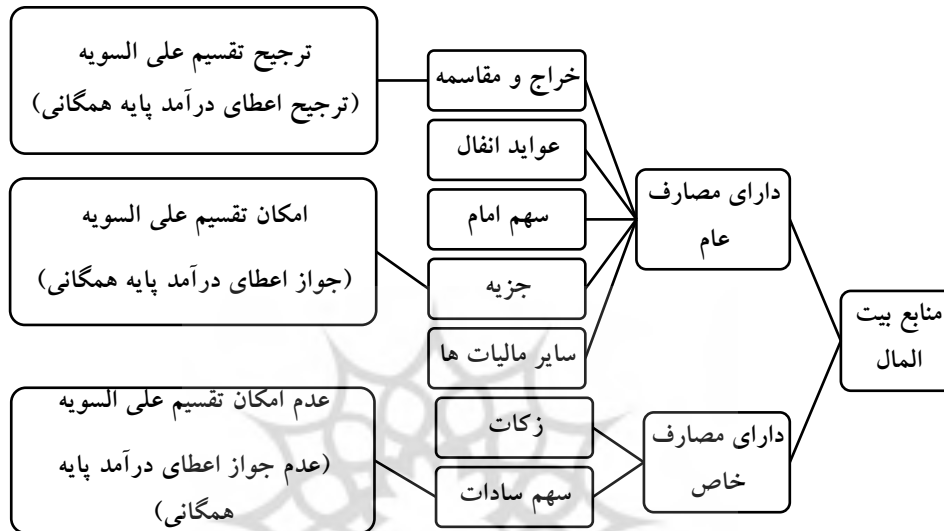 منابع بیت
المال
دارای مصارف
عام
خراج و مقاسمه
عواید انفال
سهم امام
جزیه
سایر مالیات ها
ترجیح تقسیم علی السویه
(ترجیح اعطای درآمد پایه همگانی)
امکان تقسیم علی السویه
(جواز اعطای درآمد پایه همگانی)
دارای مصارف
خاص
زکات
سهم سادات
عدم امکان تقسیم علی السویه
(عدم جواز اعطای درآمد پایه
همگانی)